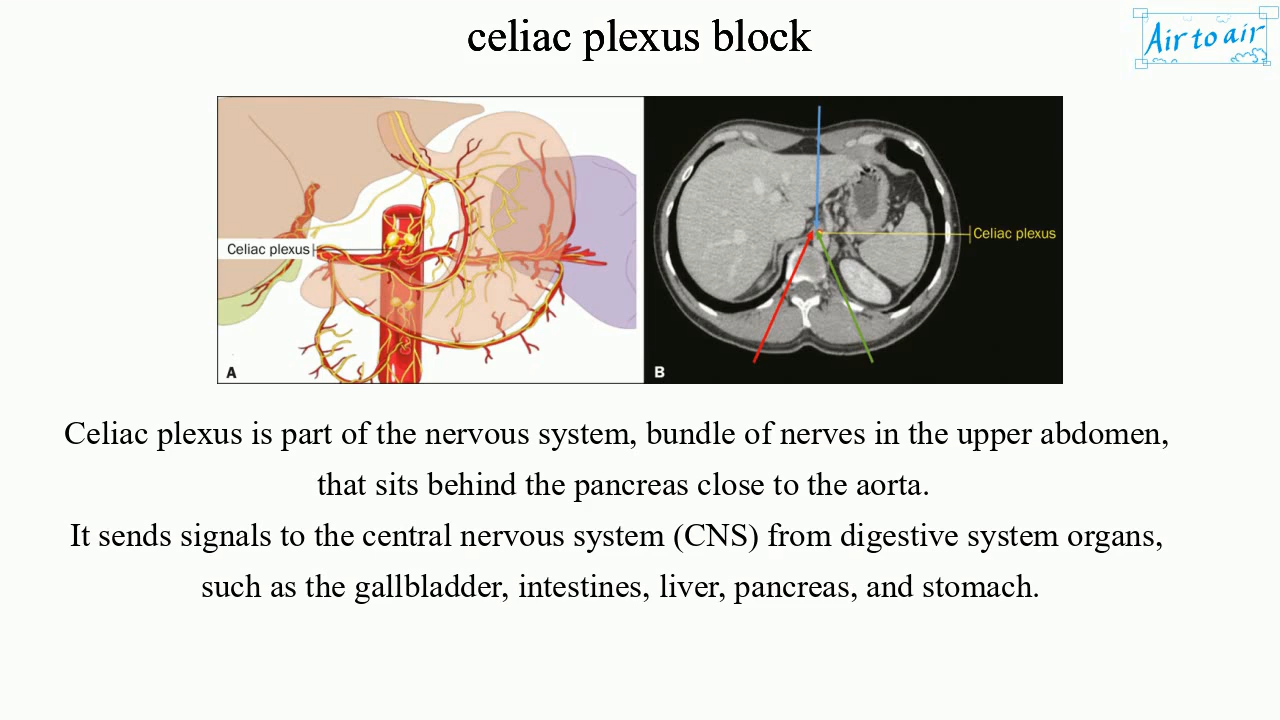 celiac plexus block
Air to air
Celiac plexus
A
Celiac plexus
B
Celiac plexus is part of the nervous system, bundle of nerves in the upper abdomen,
that sits behind the pancreas close to the aorta.
It sends signals to the central nervous system (CNS) from digestive system organs,
such as the gallbladder, intestines, liver, pancreas, and stomach.